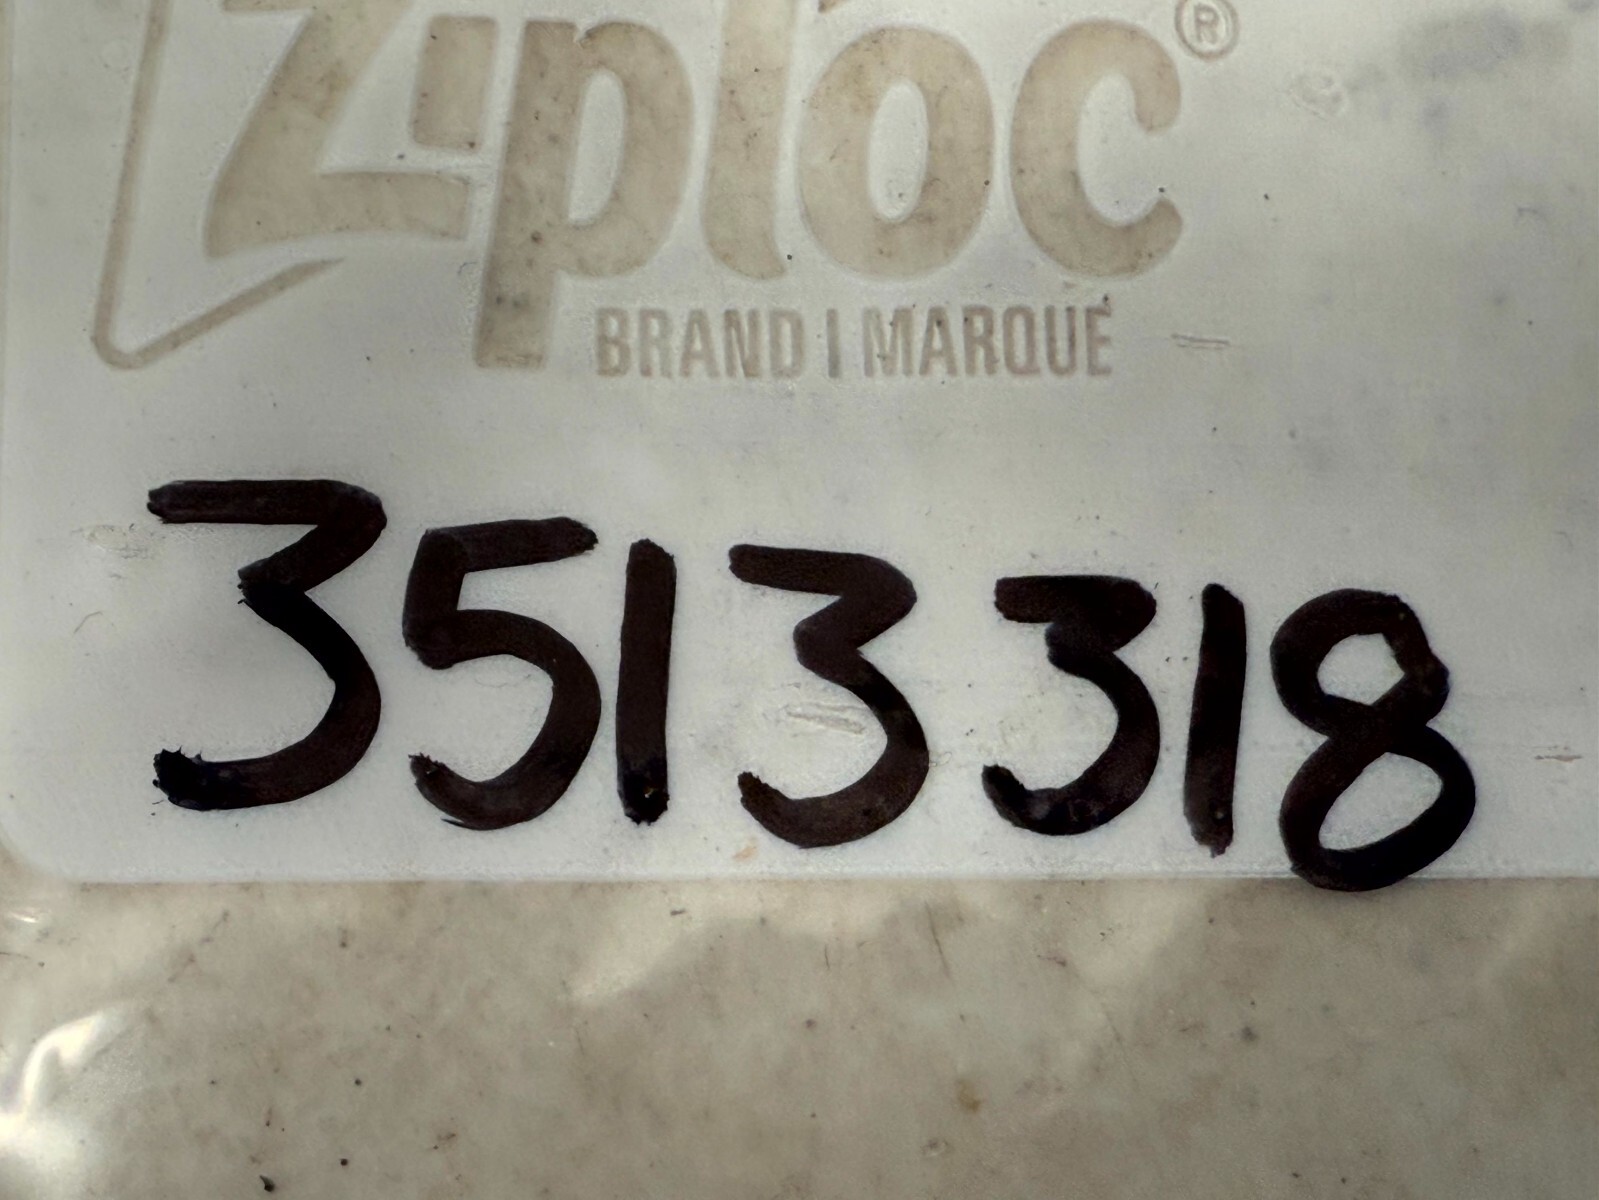 Ziploc®
BRAND | MARQUE
3513318